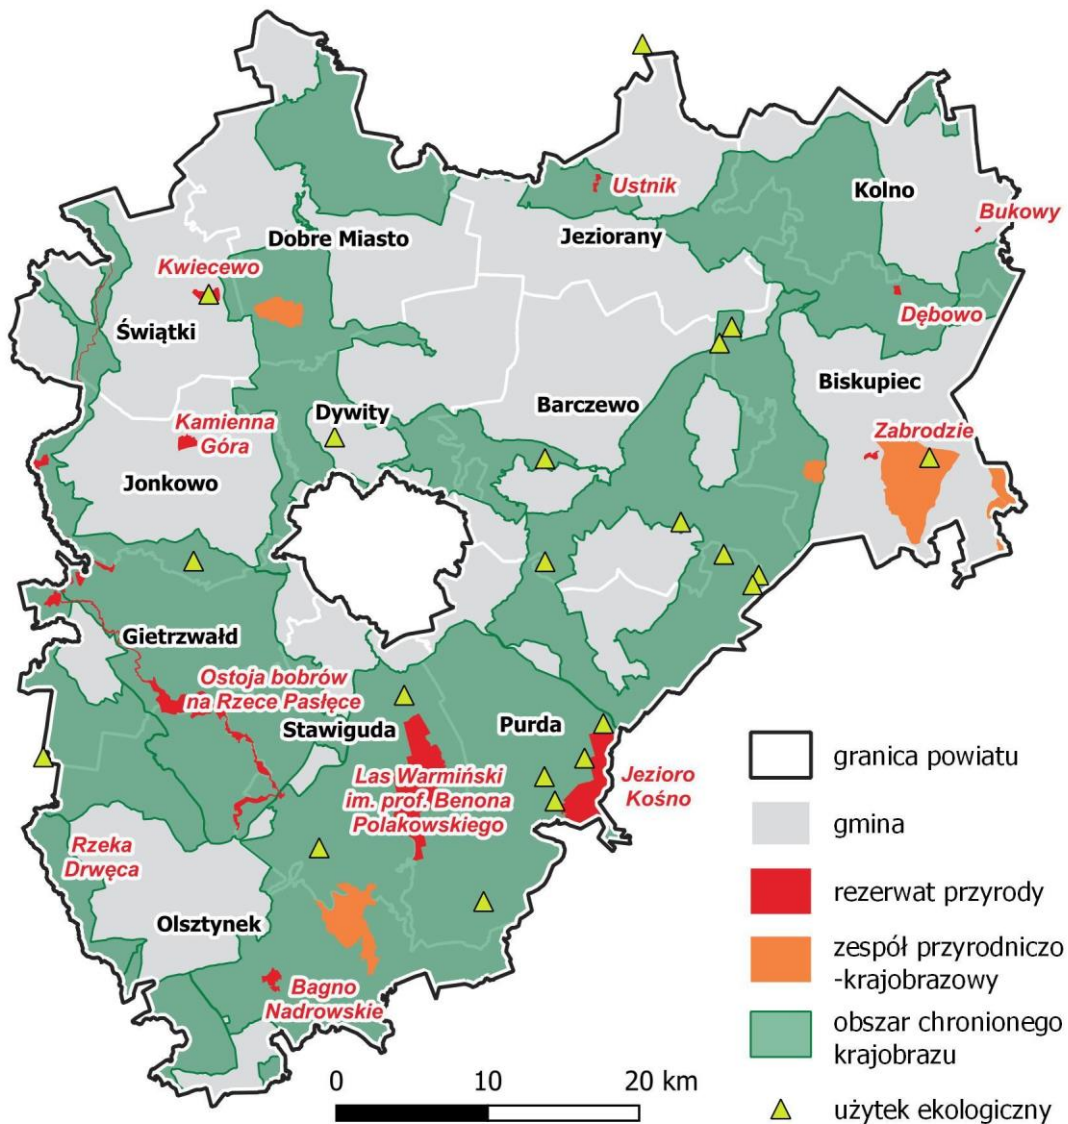 Ustnik
Kolno
Bukowy
Dobre Miasto
Jeziorany
Kwiecewo
Dębowo
Świątki
Biskupiec
Dywity
Barczewo
Kamienna
Góra
Zabrodzie
Jonkowo
Gietrzwałd
Ostoja bobrów
na Rzece Pasłęce
Stawiguda
Purda
Las Warmiński
im. prof. Benona
Polakowskiego
Jezioro
Kośno
Rzeka
Drwęca
Olsztynek
Bagno
Nadrowskie
granica powiatu
gmina
rezerwat przyrody
zespół przyrodniczo
-krajobrazowy
obszar chronionego
krajobrazu
użytek ekologiczny
0 10 20 km